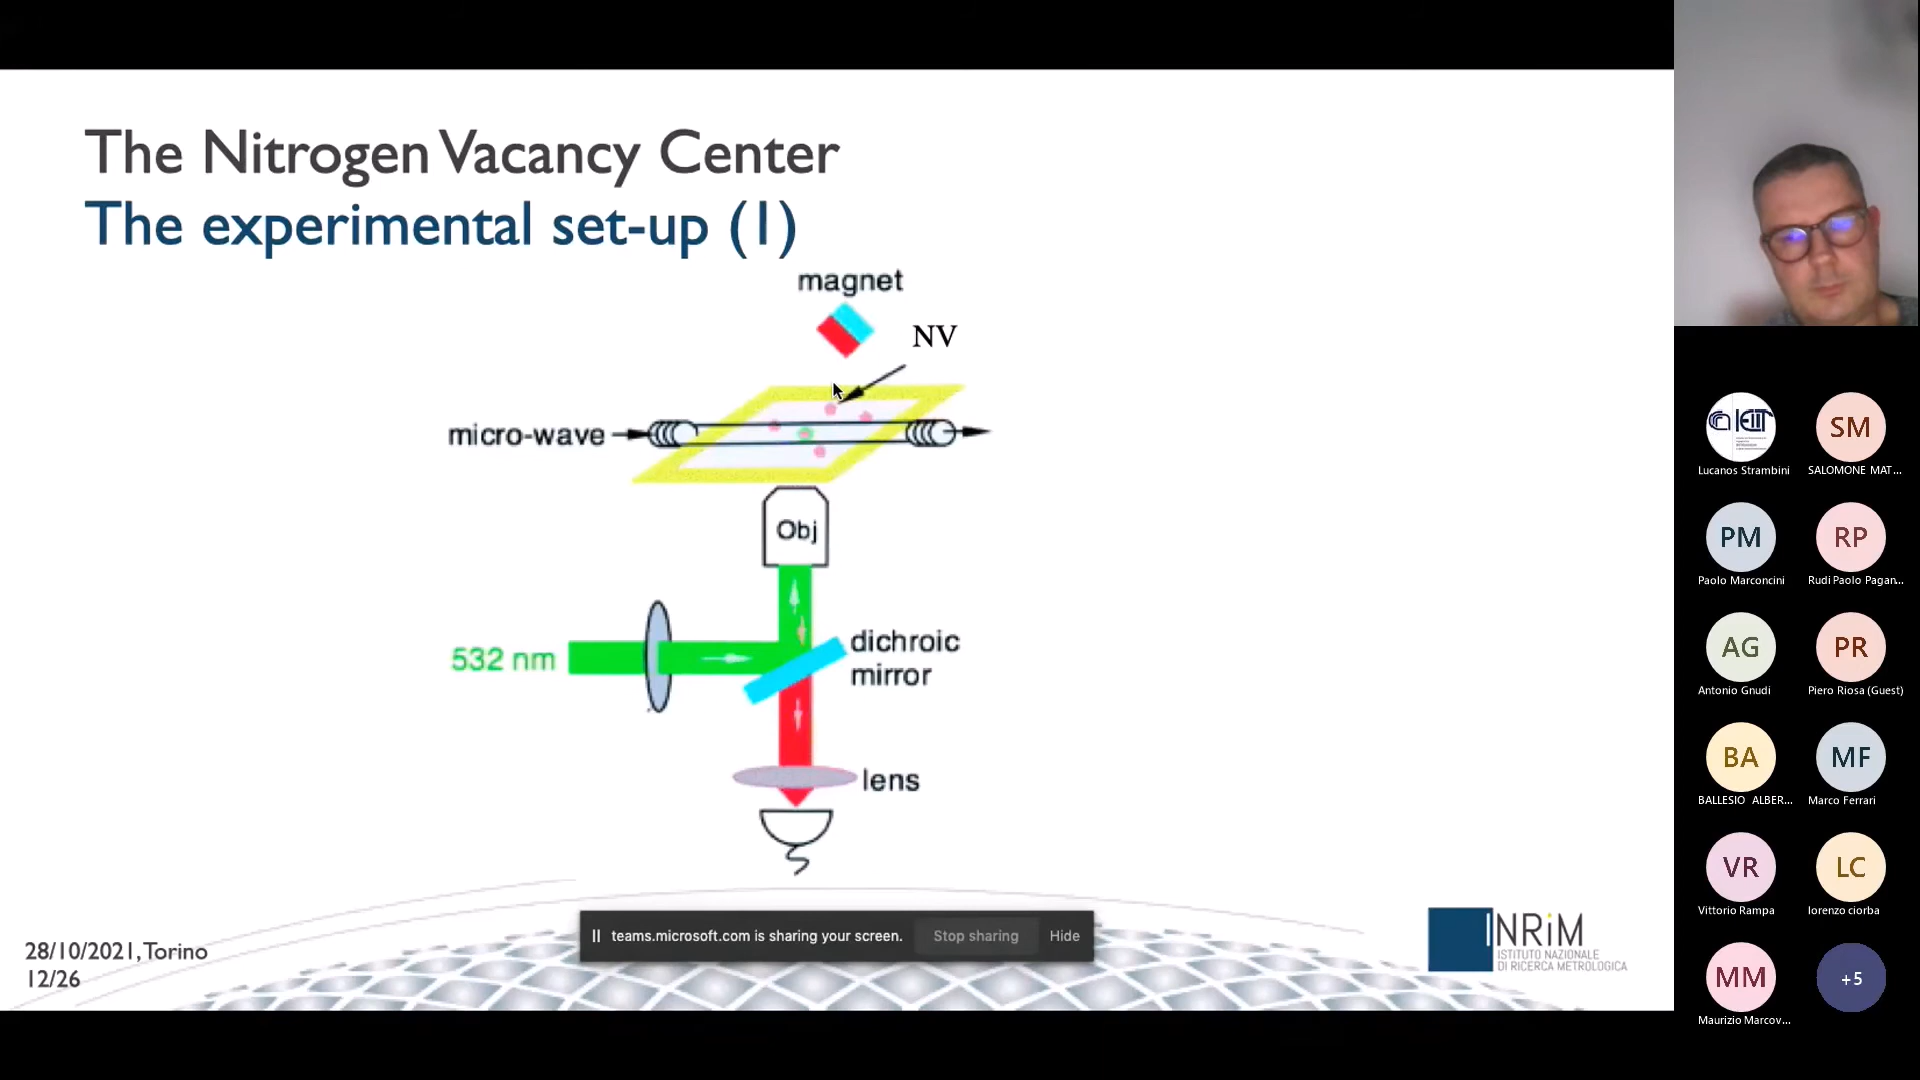 The Nitrogen Vacancy Center
The experimental set-up (1)
magnet
NV
micro-wave
Obj
532 nm
dichroic
mirror
lens
28/10/2021, Torino
12/26
teams.microsoft.com is sharing your screen.
Stop sharing
Hide
INRiM
ISTITUTO NAZIONALE
DI RICERCA METROLOGICA
IEIIT
Lucanos Strambini
SM
SALOMONE MAT...
PM
Paolo Marconcini
RP
Rudi Paolo Pagan...
AG
Antonio Gnudi
PR
Piero Riosa (Guest)
BA
BALLESIO ALBER...
MF
Marco Ferrari
VR
Vittorio Rampa
LC
lorenzo ciorba
MM
Maurizio Marcov...
+5